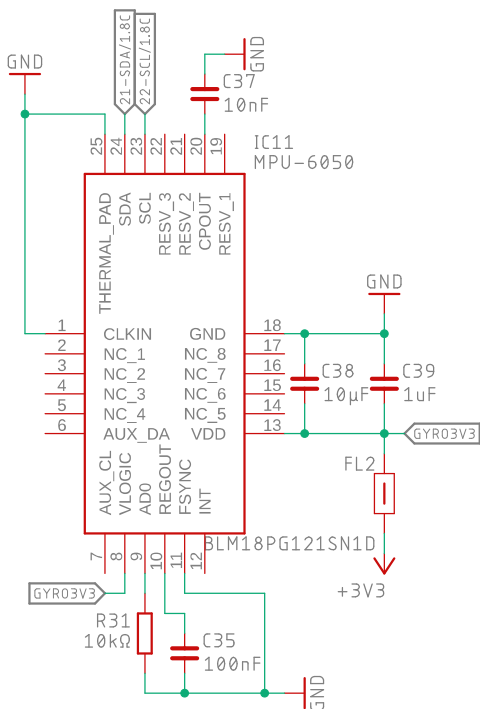 21-SDA/1.8C
22-SCL/1.8C
GND
GND
C37
10nF
IC11
MPU-6050
25
24
23
22
21
20
19
THERMAL_PAD
SDA
SCL
RESV_3
RESV_2
CPOUT
RESV_1
GND
1
CLKIN
GND
18
2
NC_1
NC_8
17
3
NC_2
NC_7
16
C38
C39
4
NC_3
NC_6
15
10µF
1uF
5
NC_4
NC_5
14
6
AUX_DA
VDD
13
GYRO3V3
AUX_CL
VLOGIC
AD0
REGOUT
FSYNC
INT
FL2
BLM18PG121SN1D
7
8
9
10
11
12
GYRO3V3
+3V3
R31
10kΩ
C35
100nF
GND